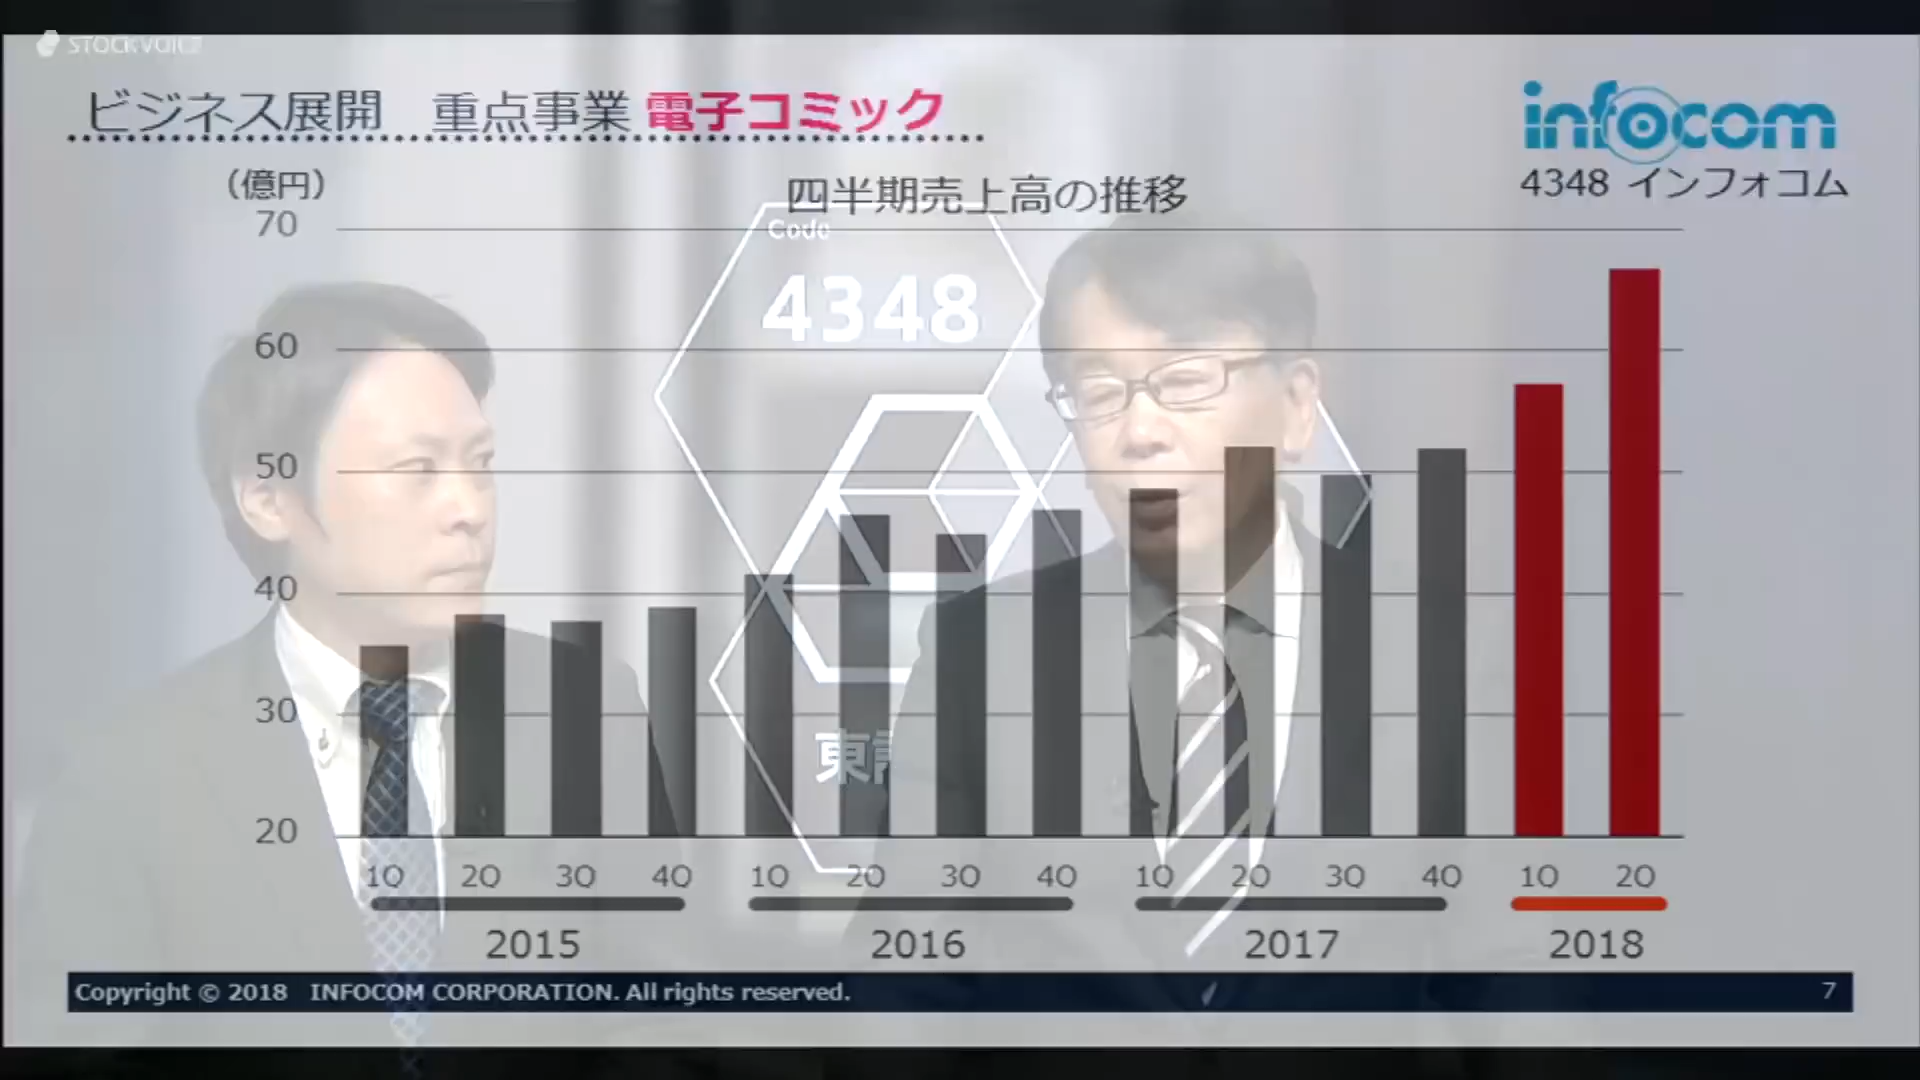 STOCKVOICE
ビジネス展開 重点事業 電子コミック
infocom
4348 インフォコム
（億円）
四半期売上高の推移
Code
4348
東証
70
60
50
40
30
20
1Q 2Q 3Q 4Q 1Q 2Q 3Q 4Q 1Q 2Q 3Q 4Q 1Q 2Q
2015 2016 2017 2018
Copyright © 2018 INFOCOM CORPORATION. All rights reserved.
7